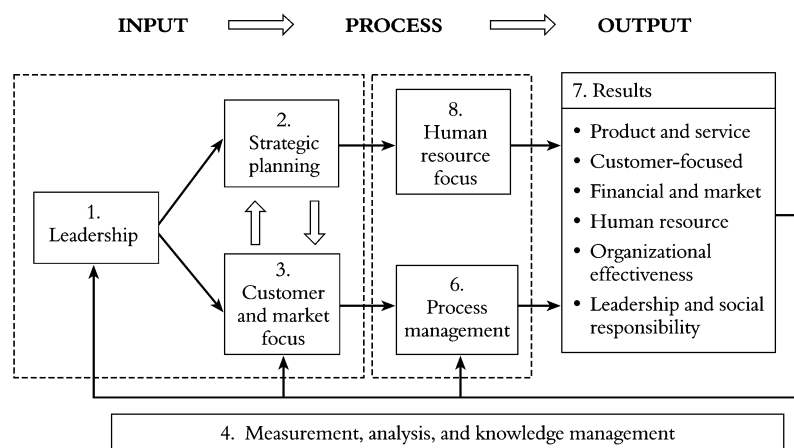 INPUT PROCESS OUTPUT
1.
Leadership
2.
Strategic
planning
3.
Customer
and market
focus
8.
Human
resource
focus
6.
Process
management
7. Results
• Product and service
• Customer-focused
• Financial and market
• Human resource
• Organizational
effectiveness
• Leadership and social
responsibility
4. Measurement, analysis, and knowledge management